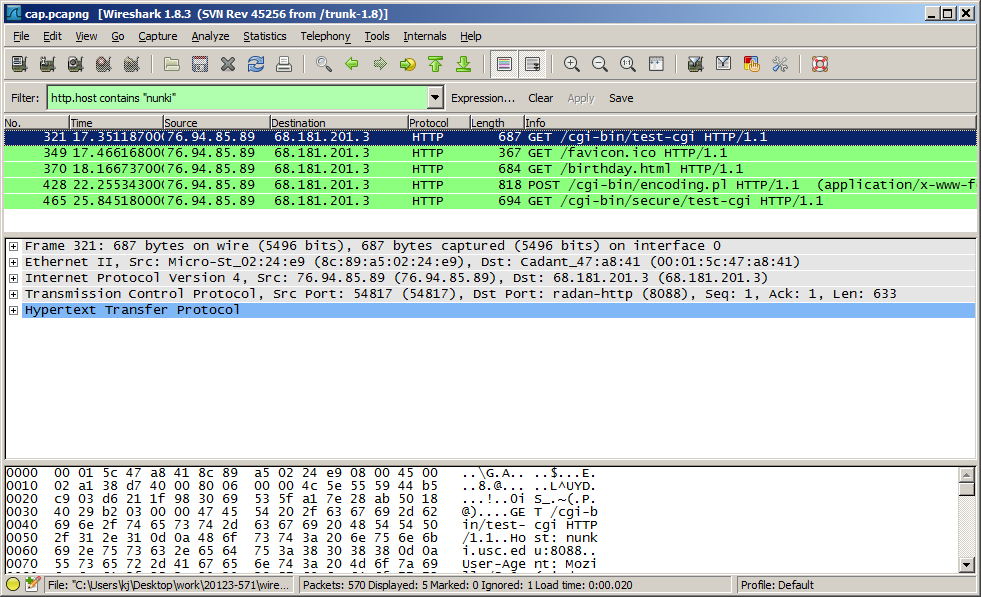 cap.pcapng [Wireshark 1.8.3 (SVN Rev 45256 from /trunk-1.8)]
File Edit View Go Capture Analyze Statistics Telephony Tools Internals Help
Filter: http.host contains "nunki" Expression... Clear Apply Save
No. Time Source Destination Protocol Length Info
321 17.351187000 76.94.85.89 68.181.201.3 HTTP 687 GET /cgi-bin/test-cgi HTTP/1.1
349 17.466168000 76.94.85.89 68.181.201.3 HTTP 367 GET /favicon.ico HTTP/1.1
370 18.166737000 76.94.85.89 68.181.201.3 HTTP 684 GET /birthday.html HTTP/1.1
428 22.255343000 76.94.85.89 68.181.201.3 HTTP 818 POST /cgi-bin/encoding.pl HTTP/1.1 (application/x-www-f
465 25.845180000 76.94.85.89 68.181.201.3 HTTP 694 GET /cgi-bin/secure/test-cgi HTTP/1.1
Frame 321: 687 bytes on wire (5496 bits), 687 bytes captured (5496 bits) on interface 0
Ethernet II, Src: Micro-St_02:24:e9 (8c:89:a5:02:24:e9), Dst: Cadant_47:a8:41 (00:01:5c:47:a8:41)
Internet Protocol Version 4, Src: 76.94.85.89 (76.94.85.89), Dst: 68.181.201.3 (68.181.201.3)
Transmission Control Protocol, Src Port: 54817 (54817), Dst Port: radan-http (8088), Seq: 1, Ack: 1, Len: 633
Hypertext Transfer Protocol
0000 00 01 5c 47 a8 41 8c 89 a5 02 24 e9 08 00 45 00 ..\G.A.. ..$...E.
0010 02 a1 38 d7 40 00 80 06 00 00 4c 5e 55 59 44 b5 ..8.@... ..L^UYD.
0020 c9 03 d6 21 1f 98 30 69 53 5f a1 7e 28 ab 50 18 ...!..0i S_.~(.P.
0030 40 29 b2 03 00 00 47 45 54 20 2f 63 67 69 2d 62 @)....GE T /cgi-b
0040 69 6e 2f 74 65 73 74 2d 63 67 69 20 48 54 54 50 in/test- cgi HTTP
0050 2f 31 2e 31 0d 0a 48 6f 73 74 3a 20 6e 75 6e 6b /1.1..Ho st: nunk
0060 69 2e 75 73 63 2e 65 64 75 3a 38 30 38 38 0d 0a i.usc.ed u:8088..
0070 55 73 65 72 2d 41 67 65 6e 74 3a 20 4d 6f 7a 69 User-Age nt: Mozi
File: "C:\Users\kj\Desktop\work\20123-571\wire... Packets: 570 Displayed: 5 Marked: 0 Ignored: 1 Load time: 0:00.020 Profile: Default